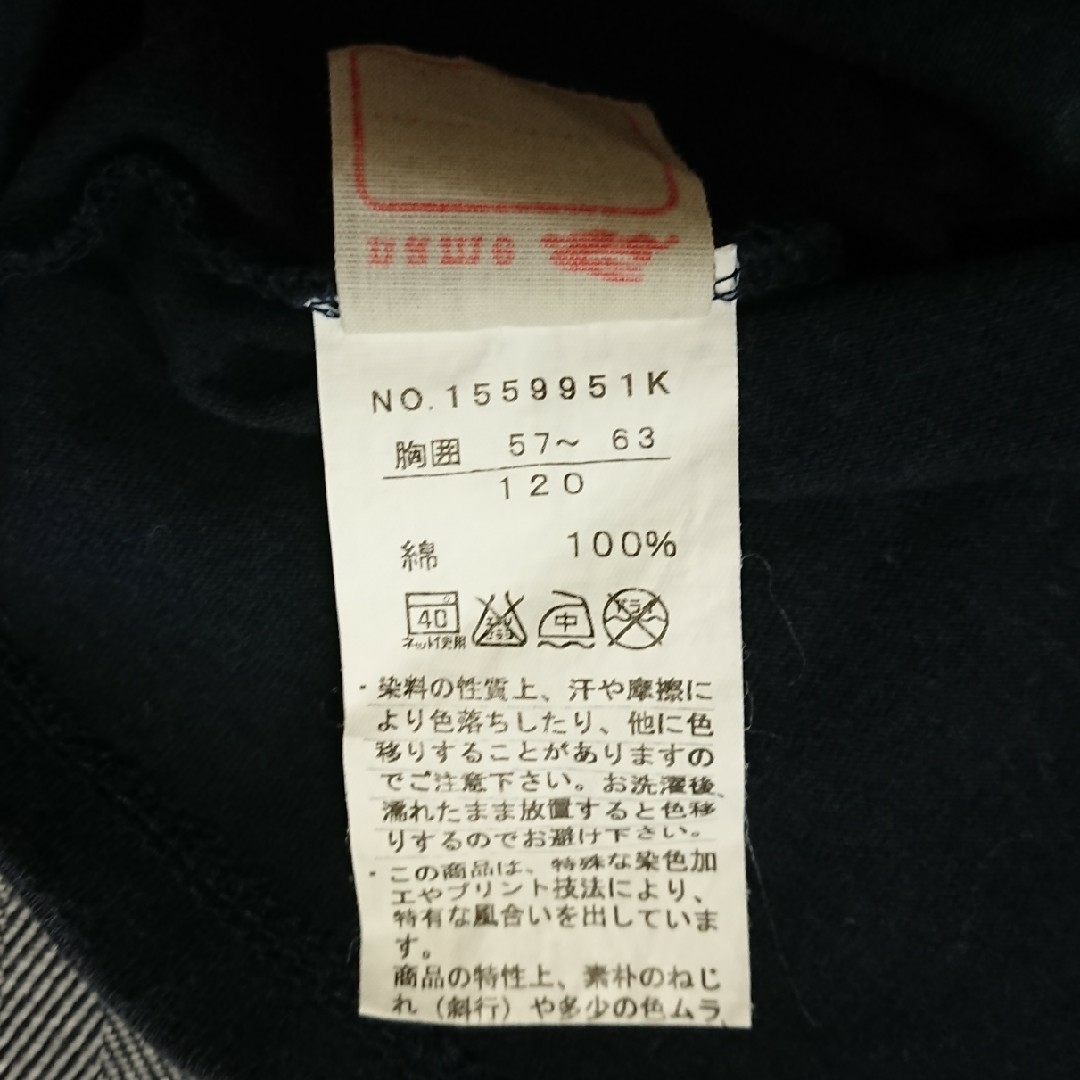 name
NO.1559951K
胸囲 57～ 63
120
綿 100%
40 中
ネット使用
・染料の性質上、汗や摩擦に
より色落ちしたり、他に色
移りすることがありますの
でご注意下さい。お洗濯後、
濡れたまま放置すると色移
りするのでお避け下さい。
・この商品は、特殊な染色加
工やプリント技法により、
特有な風合いを出していま
す。
商品の特性上、素朴のねじ
れ（斜行）や多少の色ムラ